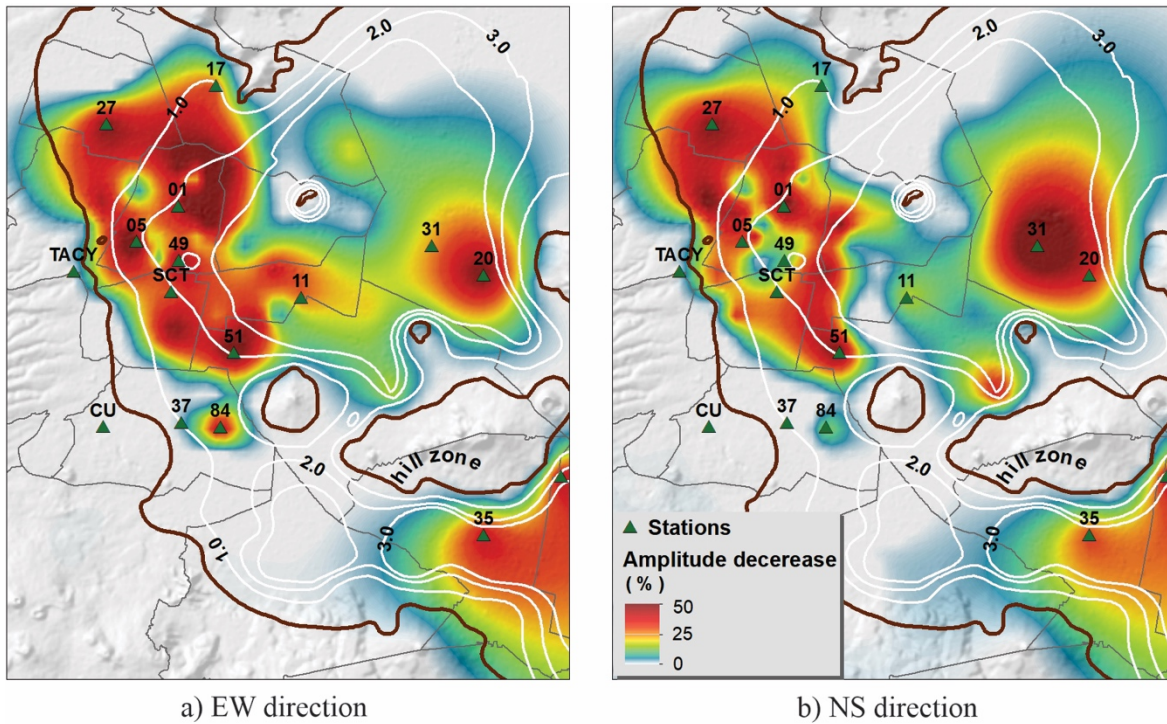 2.0
3.0
17
27
1.0
01
05
31
49
TACY
20
SCT
11
51
CU
37
84
hill zone
2.0
35
3.0
1.0
a) EW direction
2.0
3.0
17
27
1.0
01
05
31
49
TACY
20
SCT
11
51
CU
37
84
hill zone
2.0
35
3.0
Stations
Amplitude decerease
( % )
50
25
0
b) NS direction